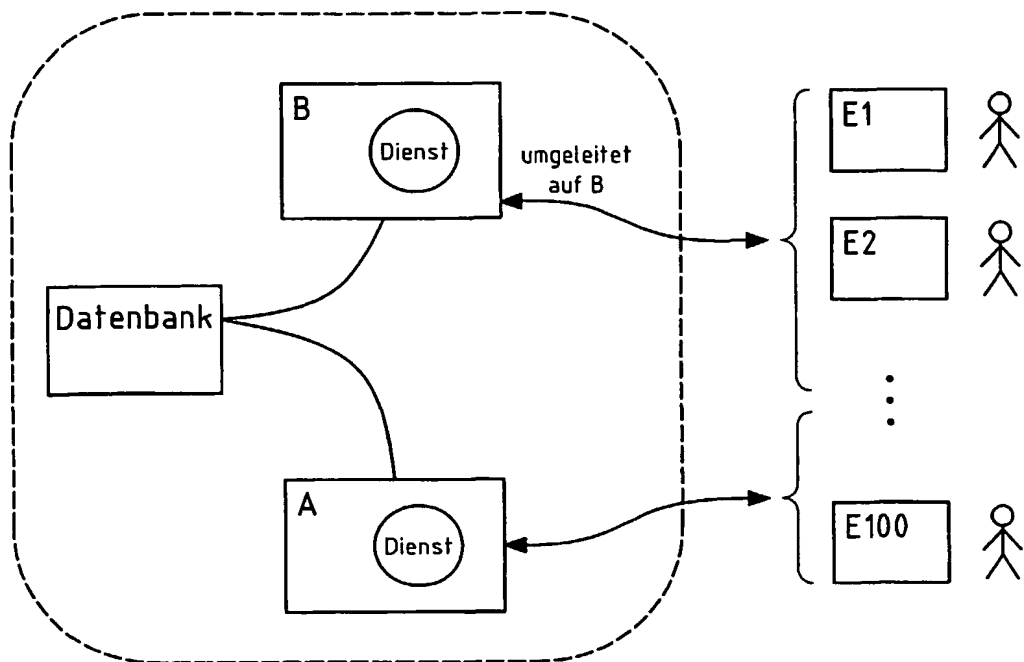 B
Dienst
umgeleitet
auf B
E1
E2
Datenbank
A
Dienst
E100